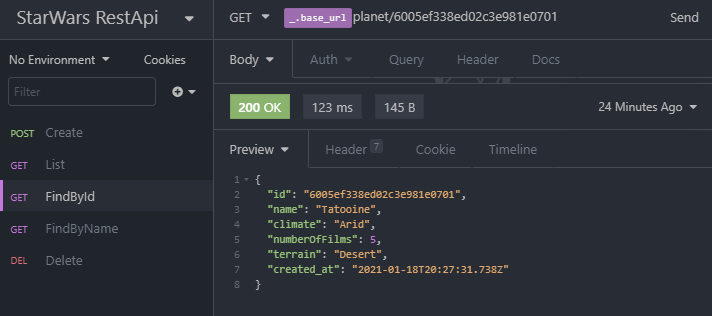 StarWars RestApi
GET
_.base_url planet/6005ef338ed02c3e981e0701
Send
No Environment
Cookies
Body
Auth
Query
Header
Docs
Filter
200 OK
123 ms
145 B
24 Minutes Ago
POST Create
GET List
GET FindById
GET FindByName
DEL Delete
Preview
Header 7
Cookie
Timeline
1 {
2 "id": "6005ef338ed02c3e981e0701",
3 "name": "Tatooine",
4 "climate": "Arid",
5 "numberOfFilms": 5,
6 "terrain": "Desert",
7 "created_at": "2021-01-18T20:27:31.738Z"
8 }